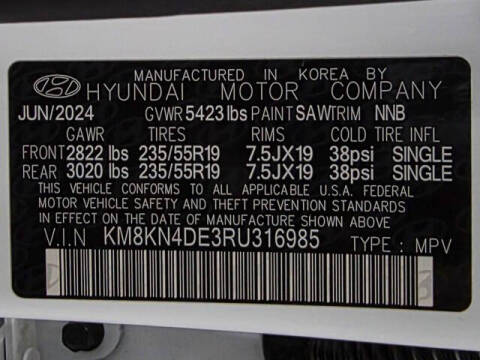 MANUFACTURED IN KOREA BY
HYUNDAI MOTOR COMPANY
JUN/2024 GVWR 5423 lbs PAINT SAW TRIM NNB
GAWR TIRES RIMS COLD TIRE INFL
FRONT 2822 lbs 235/55R19 7.5JX19 38psi SINGLE
REAR 3020 lbs 235/55R19 7.5JX19 38psi SINGLE
THIS VEHICLE CONFORMS TO ALL APPLICABLE U.S.A. FEDERAL
MOTOR VEHICLE SAFETY AND THEFT PREVENTION STANDARDS
IN EFFECT ON THE DATE OF MANUFACTURE SHOWN ABOVE.
V.I.N KM8KN4DE3RU316985 TYPE : MPV